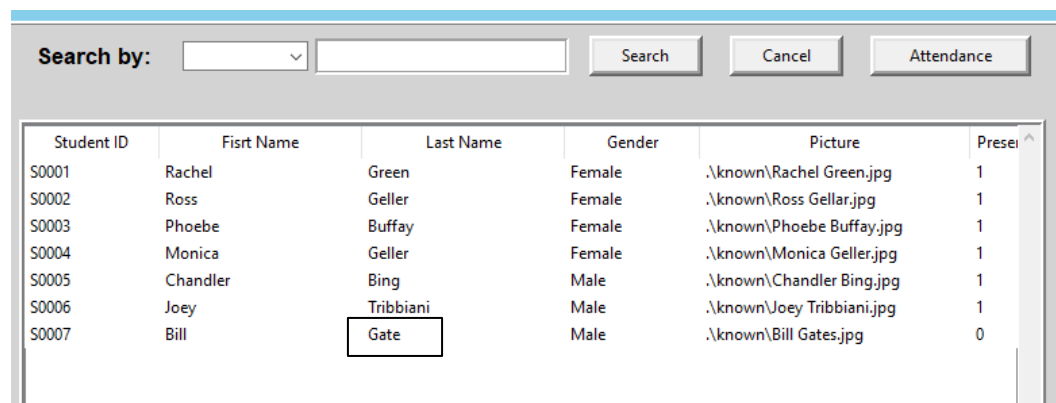 Search by: Search Cancel Attendance
Student ID Fisrt Name Last Name Gender Picture Presei
S0001 Rachel Green Female .\known\Rachel Green.jpg 1
S0002 Ross Geller Female .\known\Ross Gellar.jpg 1
S0003 Phoebe Buffay Female .\known\Phoebe Buffay.jpg 1
S0004 Monica Geller Female .\known\Monica Geller.jpg 1
S0005 Chandler Bing Male .\known\Chandler Bing.jpg 1
S0006 Joey Tribbiani Male .\known\Joey Tribbiani.jpg 1
S0007 Bill Gate Male .\known\Bill Gates.jpg 0